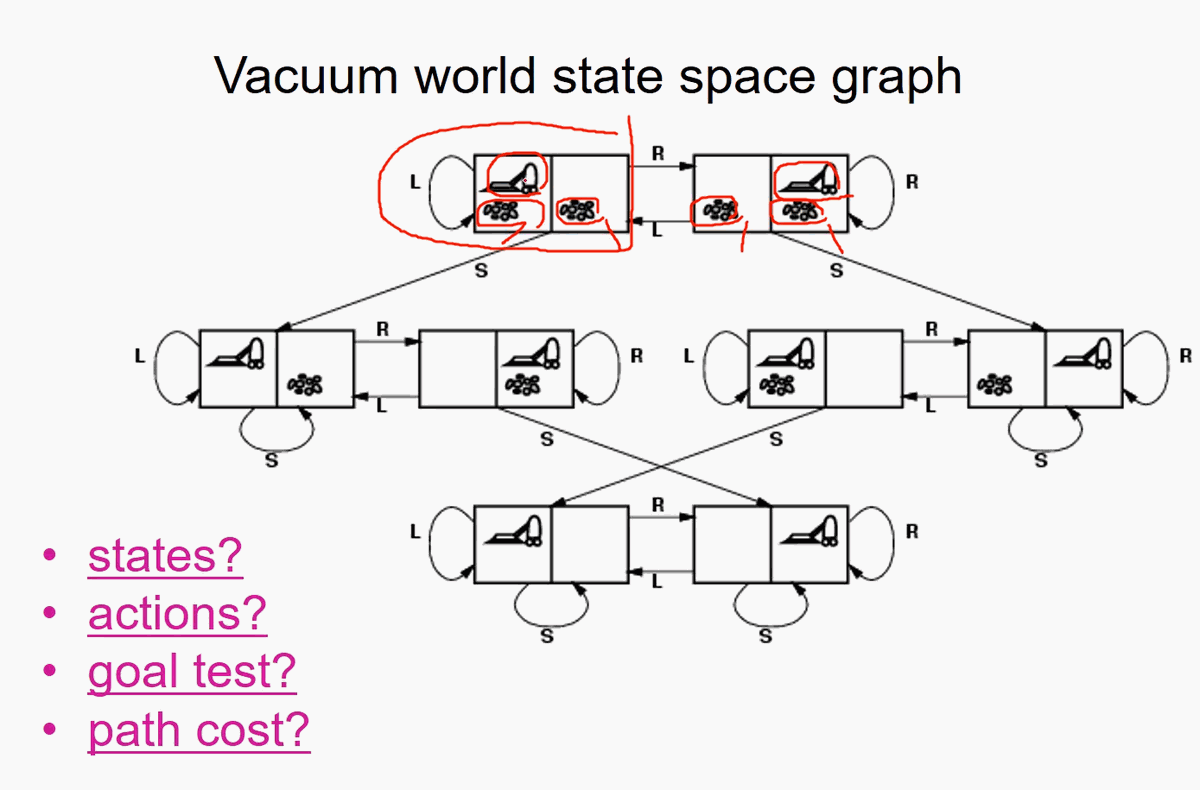 Vacuum world state space graph
R
L
R
L
S
S
R
R
L
R
L
R
L
L
S
S
S
S
R
L
R
L
S
S
• states?
• actions?
• goal test?
• path cost?